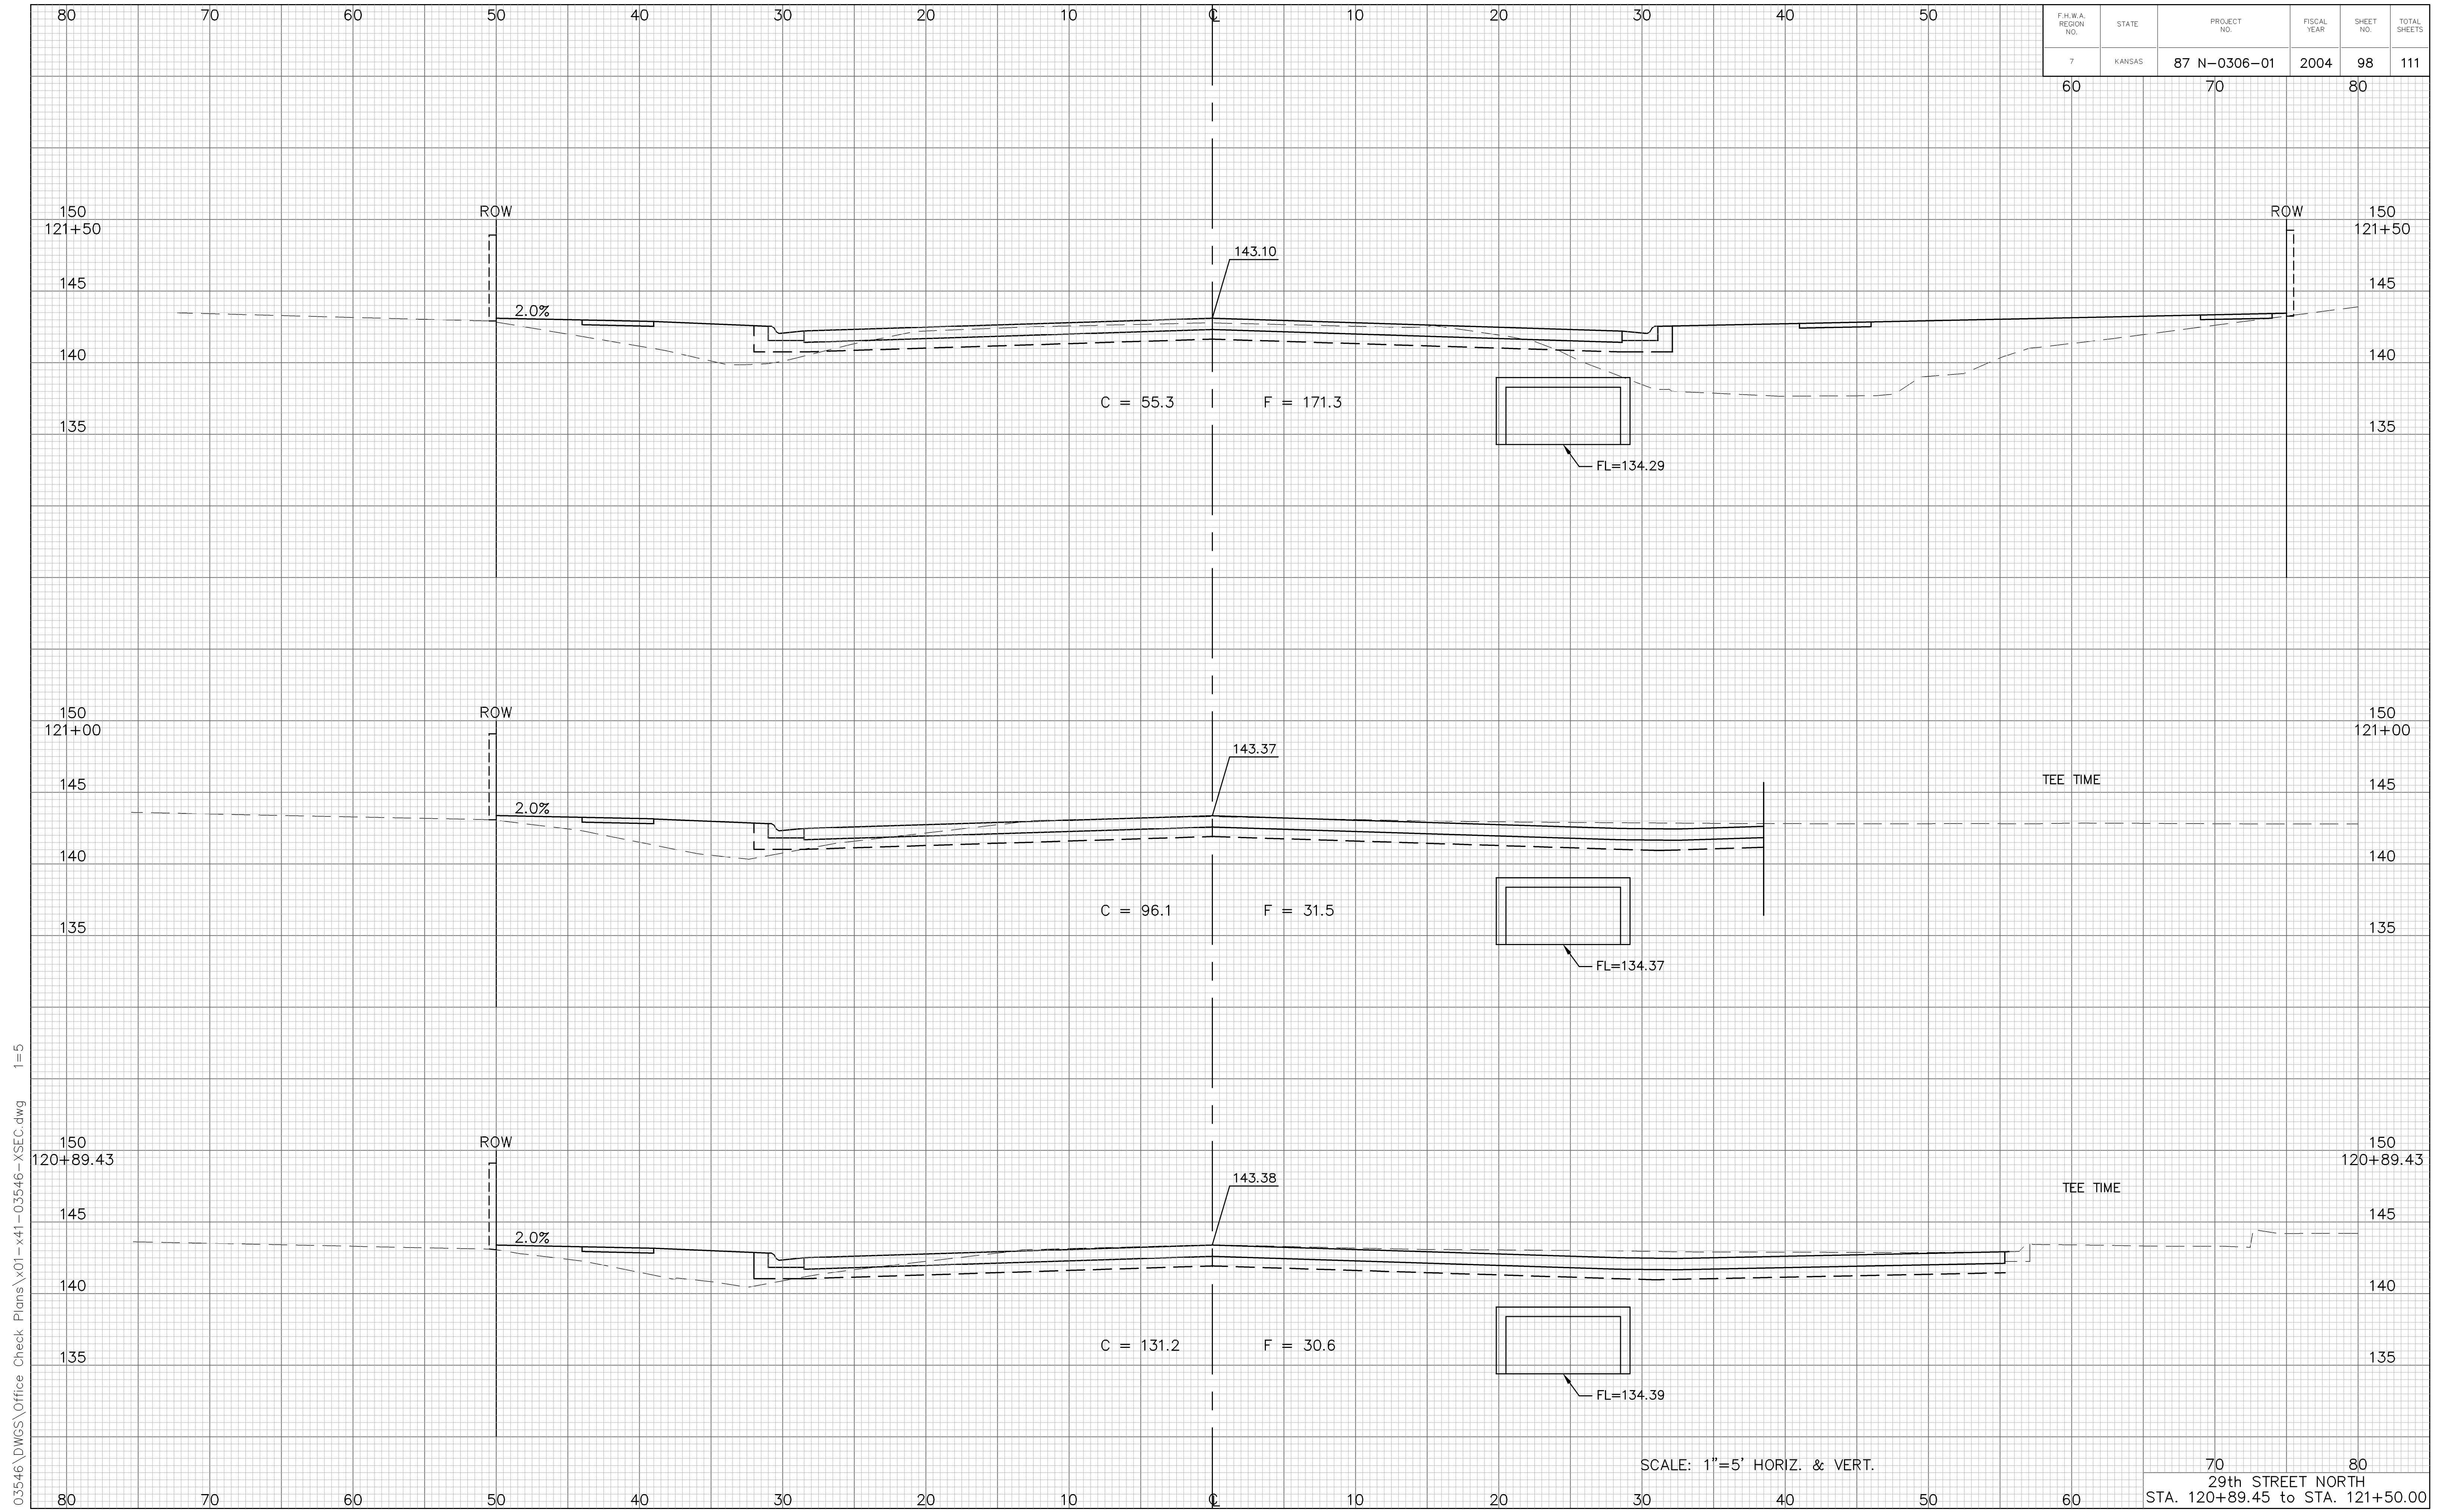 80 70 60 50 40 30 20 10 ℄ 10 20 30 40 50
F.H.W.A. REGION NO. STATE PROJECT NO. FISCAL YEAR SHEET NO. TOTAL SHEETS
7 KANSAS 87 N-0306-01 2004 98 111
60 70 80
150 ROW ROW 150
121+50 121+50
143.10
145 145
2.0%
140 140
C = 55.3 F = 171.3
135 135
FL=134.29
150 ROW 150
121+00 121+00
143.37
TEE TIME
145 145
2.0%
140 140
C = 96.1 F = 31.5
135 135
FL=134.37
150 ROW 150
120+89.43 120+89.43
143.38
TEE TIME
145 145
2.0%
140 140
C = 131.2 F = 30.6
135 135
FL=134.39
SCALE: 1"=5' HORIZ. & VERT.
70 80
29th STREET NORTH
STA. 120+89.45 to STA. 121+50.00
80 70 60 50 40 30 20 10 ℄ 10 20 30 40 50 60
03546\DWGS\Office Check Plans\x01-x41-03546-XSEC.dwg 1=5